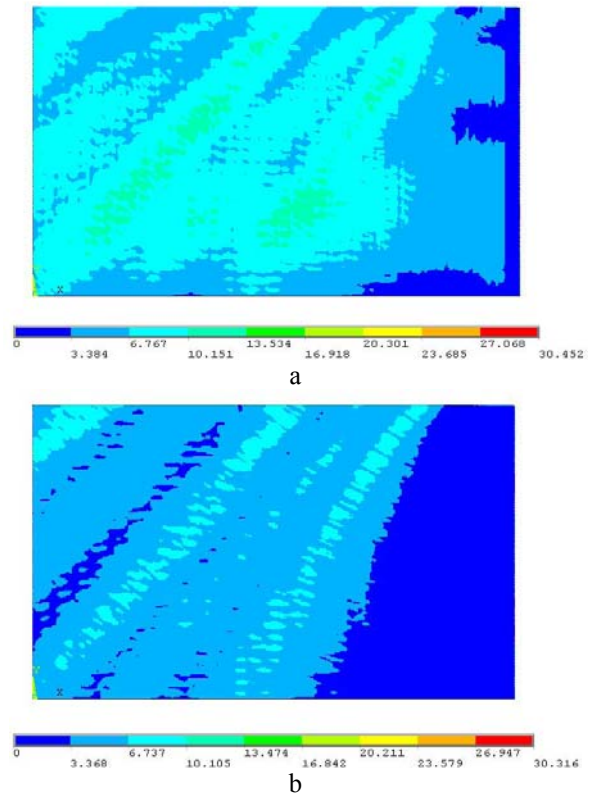 X
0 6.767 13.534 20.301 27.068
3.384 10.151 16.918 23.685 30.452
a
X
0 6.737 13.474 20.211 26.947
3.368 10.105 16.842 23.579 30.316
b